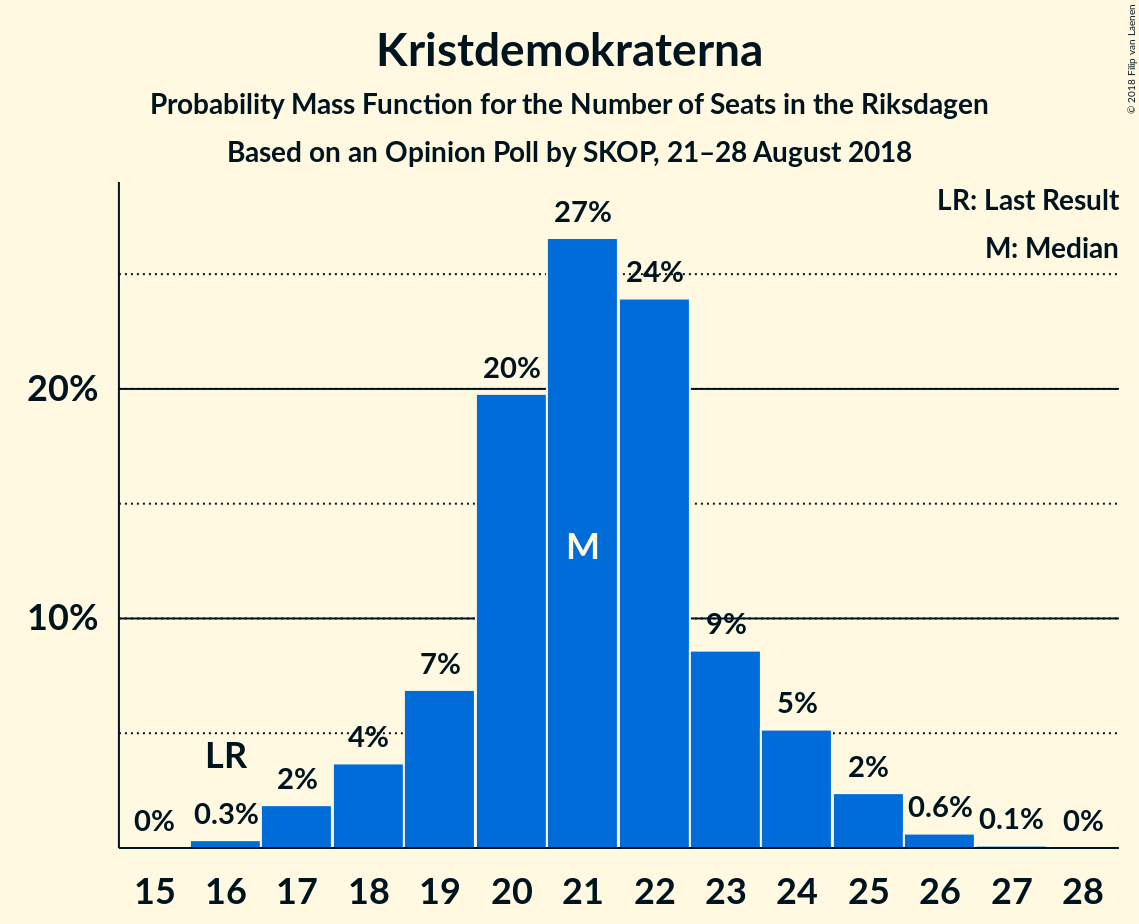 Kristdemokraterna
Probability Mass Function for the Number of Seats in the Riksdagen
Based on an Opinion Poll by SKOP, 21–28 August 2018
© 2018 Filip van Laenen
LR: Last Result
M: Median
27%
24%
20%
20%
M
10%
9%
7%
5%
4%
LR
2%
2%
0%
0.3%
0.6%
0.1%
0%
15 16 17 18 19 20 21 22 23 24 25 26 27 28